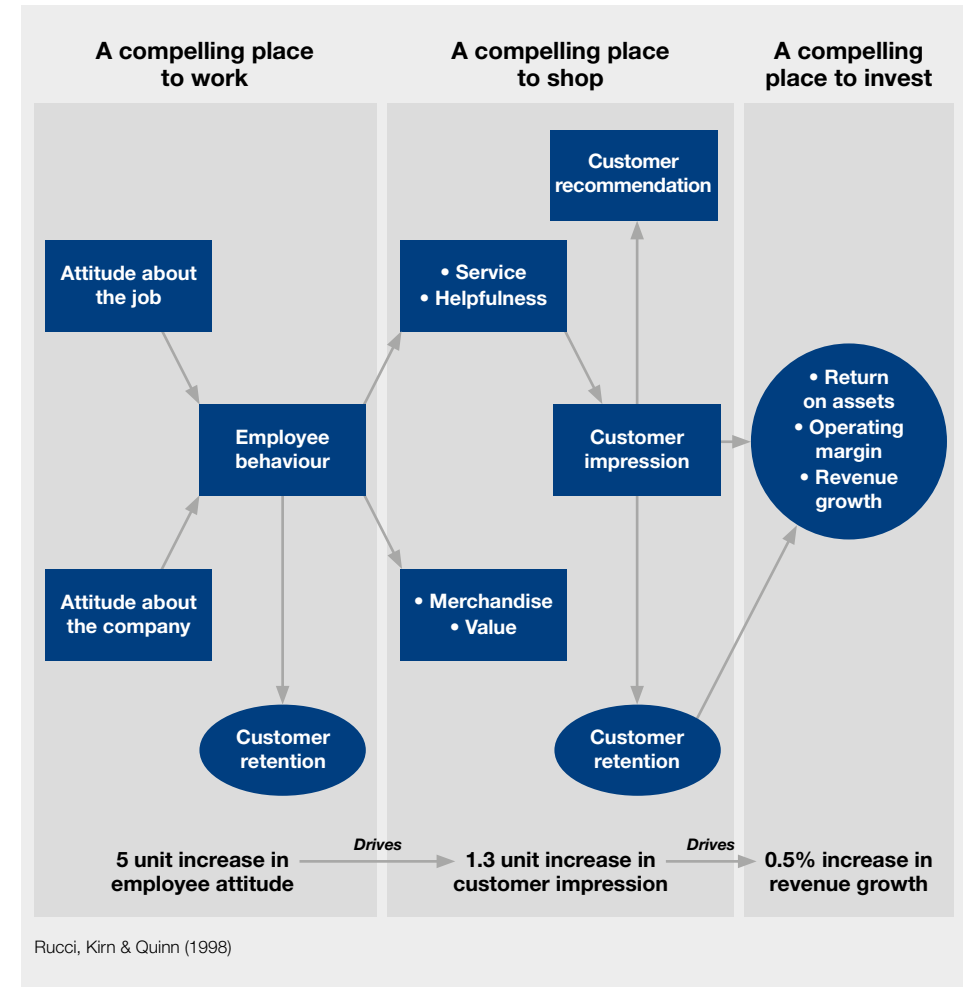 A compelling place
to work
A compelling place
to shop
A compelling
place to invest
Customer
recommendation
Attitude about
the job
• Service
• Helpfulness
• Return
on assets
• Operating
margin
• Revenue
growth
Employee
behaviour
Customer
impression
Attitude about
the company
• Merchandise
• Value
Customer
retention
Customer
retention
5 unit increase in
employee attitude
Drives
1.3 unit increase in
customer impression
Drives
0.5% increase in
revenue growth
Rucci, Kirn & Quinn (1998)